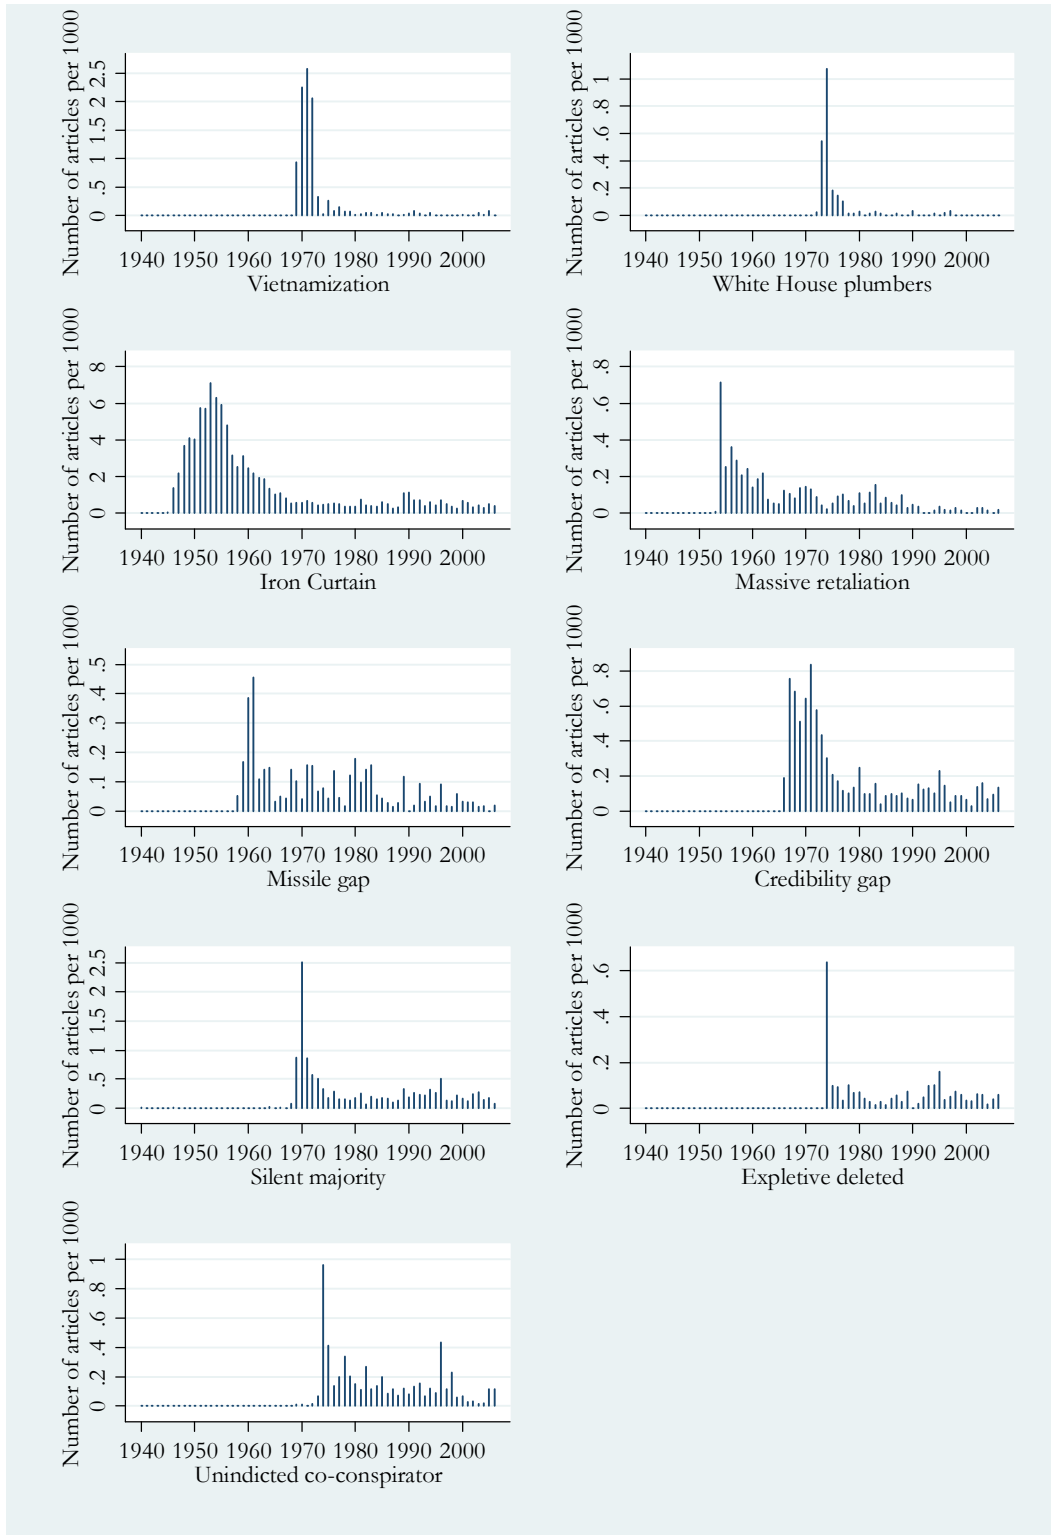 Number of articles per 1000
0 .5 1 1.5 2 2.5
1940 1950 1960 1970 1980 1990 2000
Vietnamization
Number of articles per 1000
0 .2 .4 .6 .8 1
1940 1950 1960 1970 1980 1990 2000
White House plumbers
Number of articles per 1000
0 2 4 6 8
1940 1950 1960 1970 1980 1990 2000
Iron Curtain
Number of articles per 1000
0 .2 .4 .6 .8
1940 1950 1960 1970 1980 1990 2000
Massive retaliation
Number of articles per 1000
0 .1 .2 .3 .4 .5
1940 1950 1960 1970 1980 1990 2000
Missile gap
Number of articles per 1000
0 .2 .4 .6 .8
1940 1950 1960 1970 1980 1990 2000
Credibility gap
Number of articles per 1000
0 .5 1 1.5 2 2.5
1940 1950 1960 1970 1980 1990 2000
Silent majority
Number of articles per 1000
0 .2 .4 .6
1940 1950 1960 1970 1980 1990 2000
Expletive deleted
Number of articles per 1000
0 .2 .4 .6 .8 1
1940 1950 1960 1970 1980 1990 2000
Unindicted co-conspirator